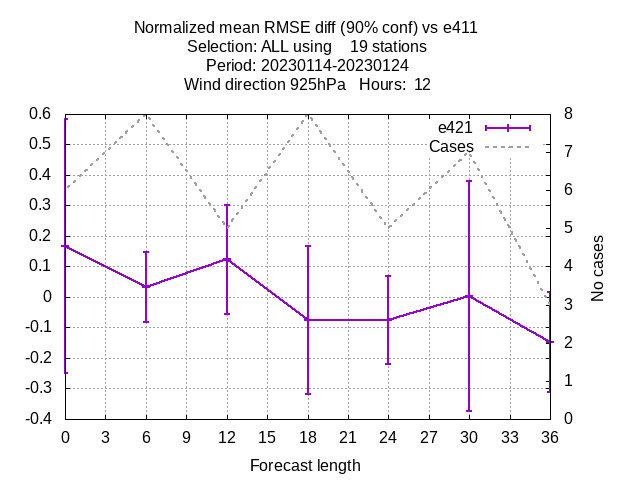 Normalized mean RMSE diff (90% conf) vs e411
Selection: ALL using    19 stations
Period: 20230114-20230124
Wind direction 925hPa   Hours:  12
0.6
0.5
0.4
0.3
0.2
0.1
0
-0.1
-0.2
-0.3
-0.4
e421
Cases
8
7
6
5
4
3
2
1
0
No cases
0 3 6 9 12 15 18 21 24 27 30 33 36
Forecast length